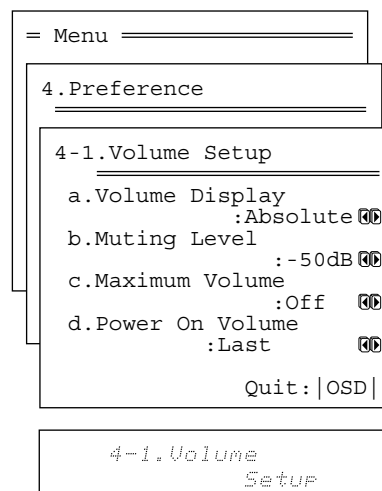 Menu
4.Preference
4-1.Volume Setup
a.Volume Display
:Absolute
b.Muting Level
:-50dB
c.Maximum Volume
:Off
d.Power On Volume
:Last
Quit:|OSD|
4-1.Volume
Setup